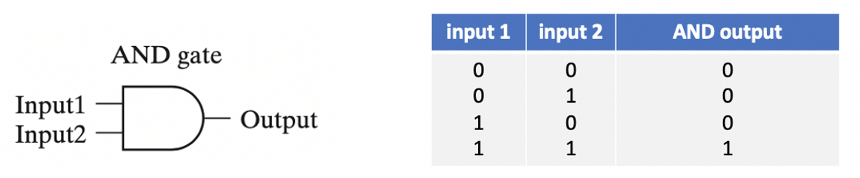 AND gate
Input1
Input2
Output
input 1 input 2 AND output
0 0 0
0 1 0
1 0 0
1 1 1